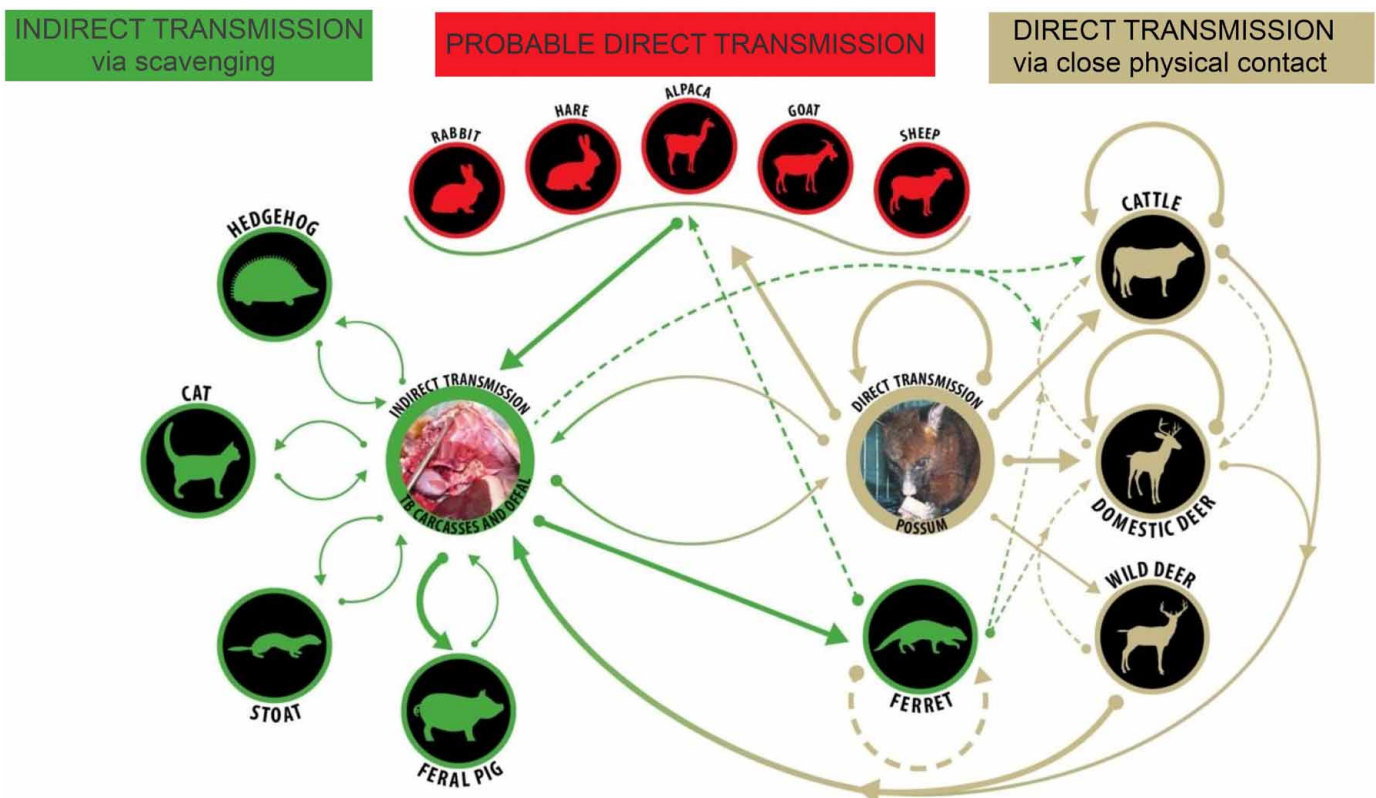 INDIRECT TRANSMISSION
via scavenging
PROBABLE DIRECT TRANSMISSION
DIRECT TRANSMISSION
via close physical contact
RABBIT
HARE
ALPACA
GOAT
SHEEP
HEDGEHOG
CATTLE
CAT
INDIRECT TRANSMISSION
TB CARCASSES AND OFFAL
DIRECT TRANSMISSION
POSSUM
DOMESTIC DEER
STOAT
FERAL PIG
FERRET
WILD DEER